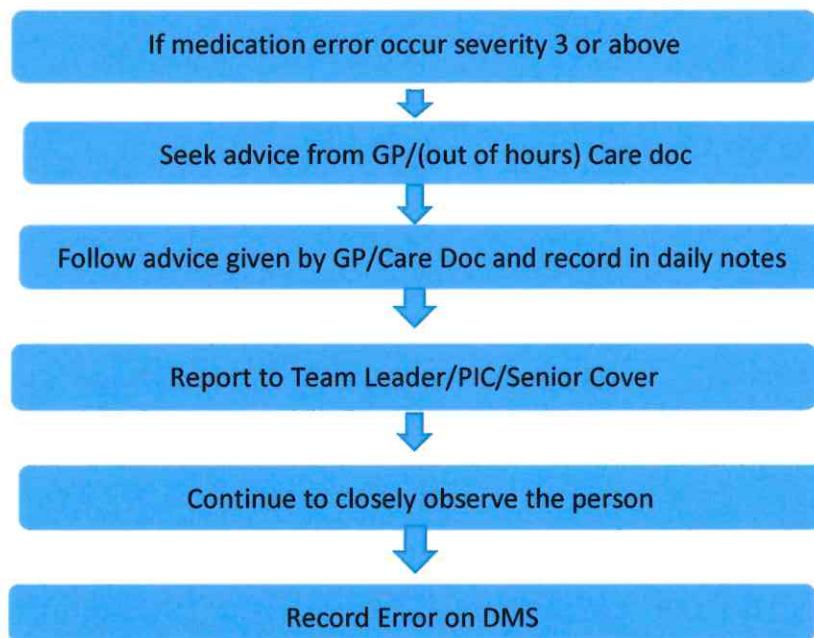 If medication error occur severity 3 or above
Seek advice from GP/(out of hours) Care doc
Follow advice given by GP/Care Doc and record in daily notes
Report to Team Leader/PIC/Senior Cover
Continue to closely observe the person
Record Error on DMS